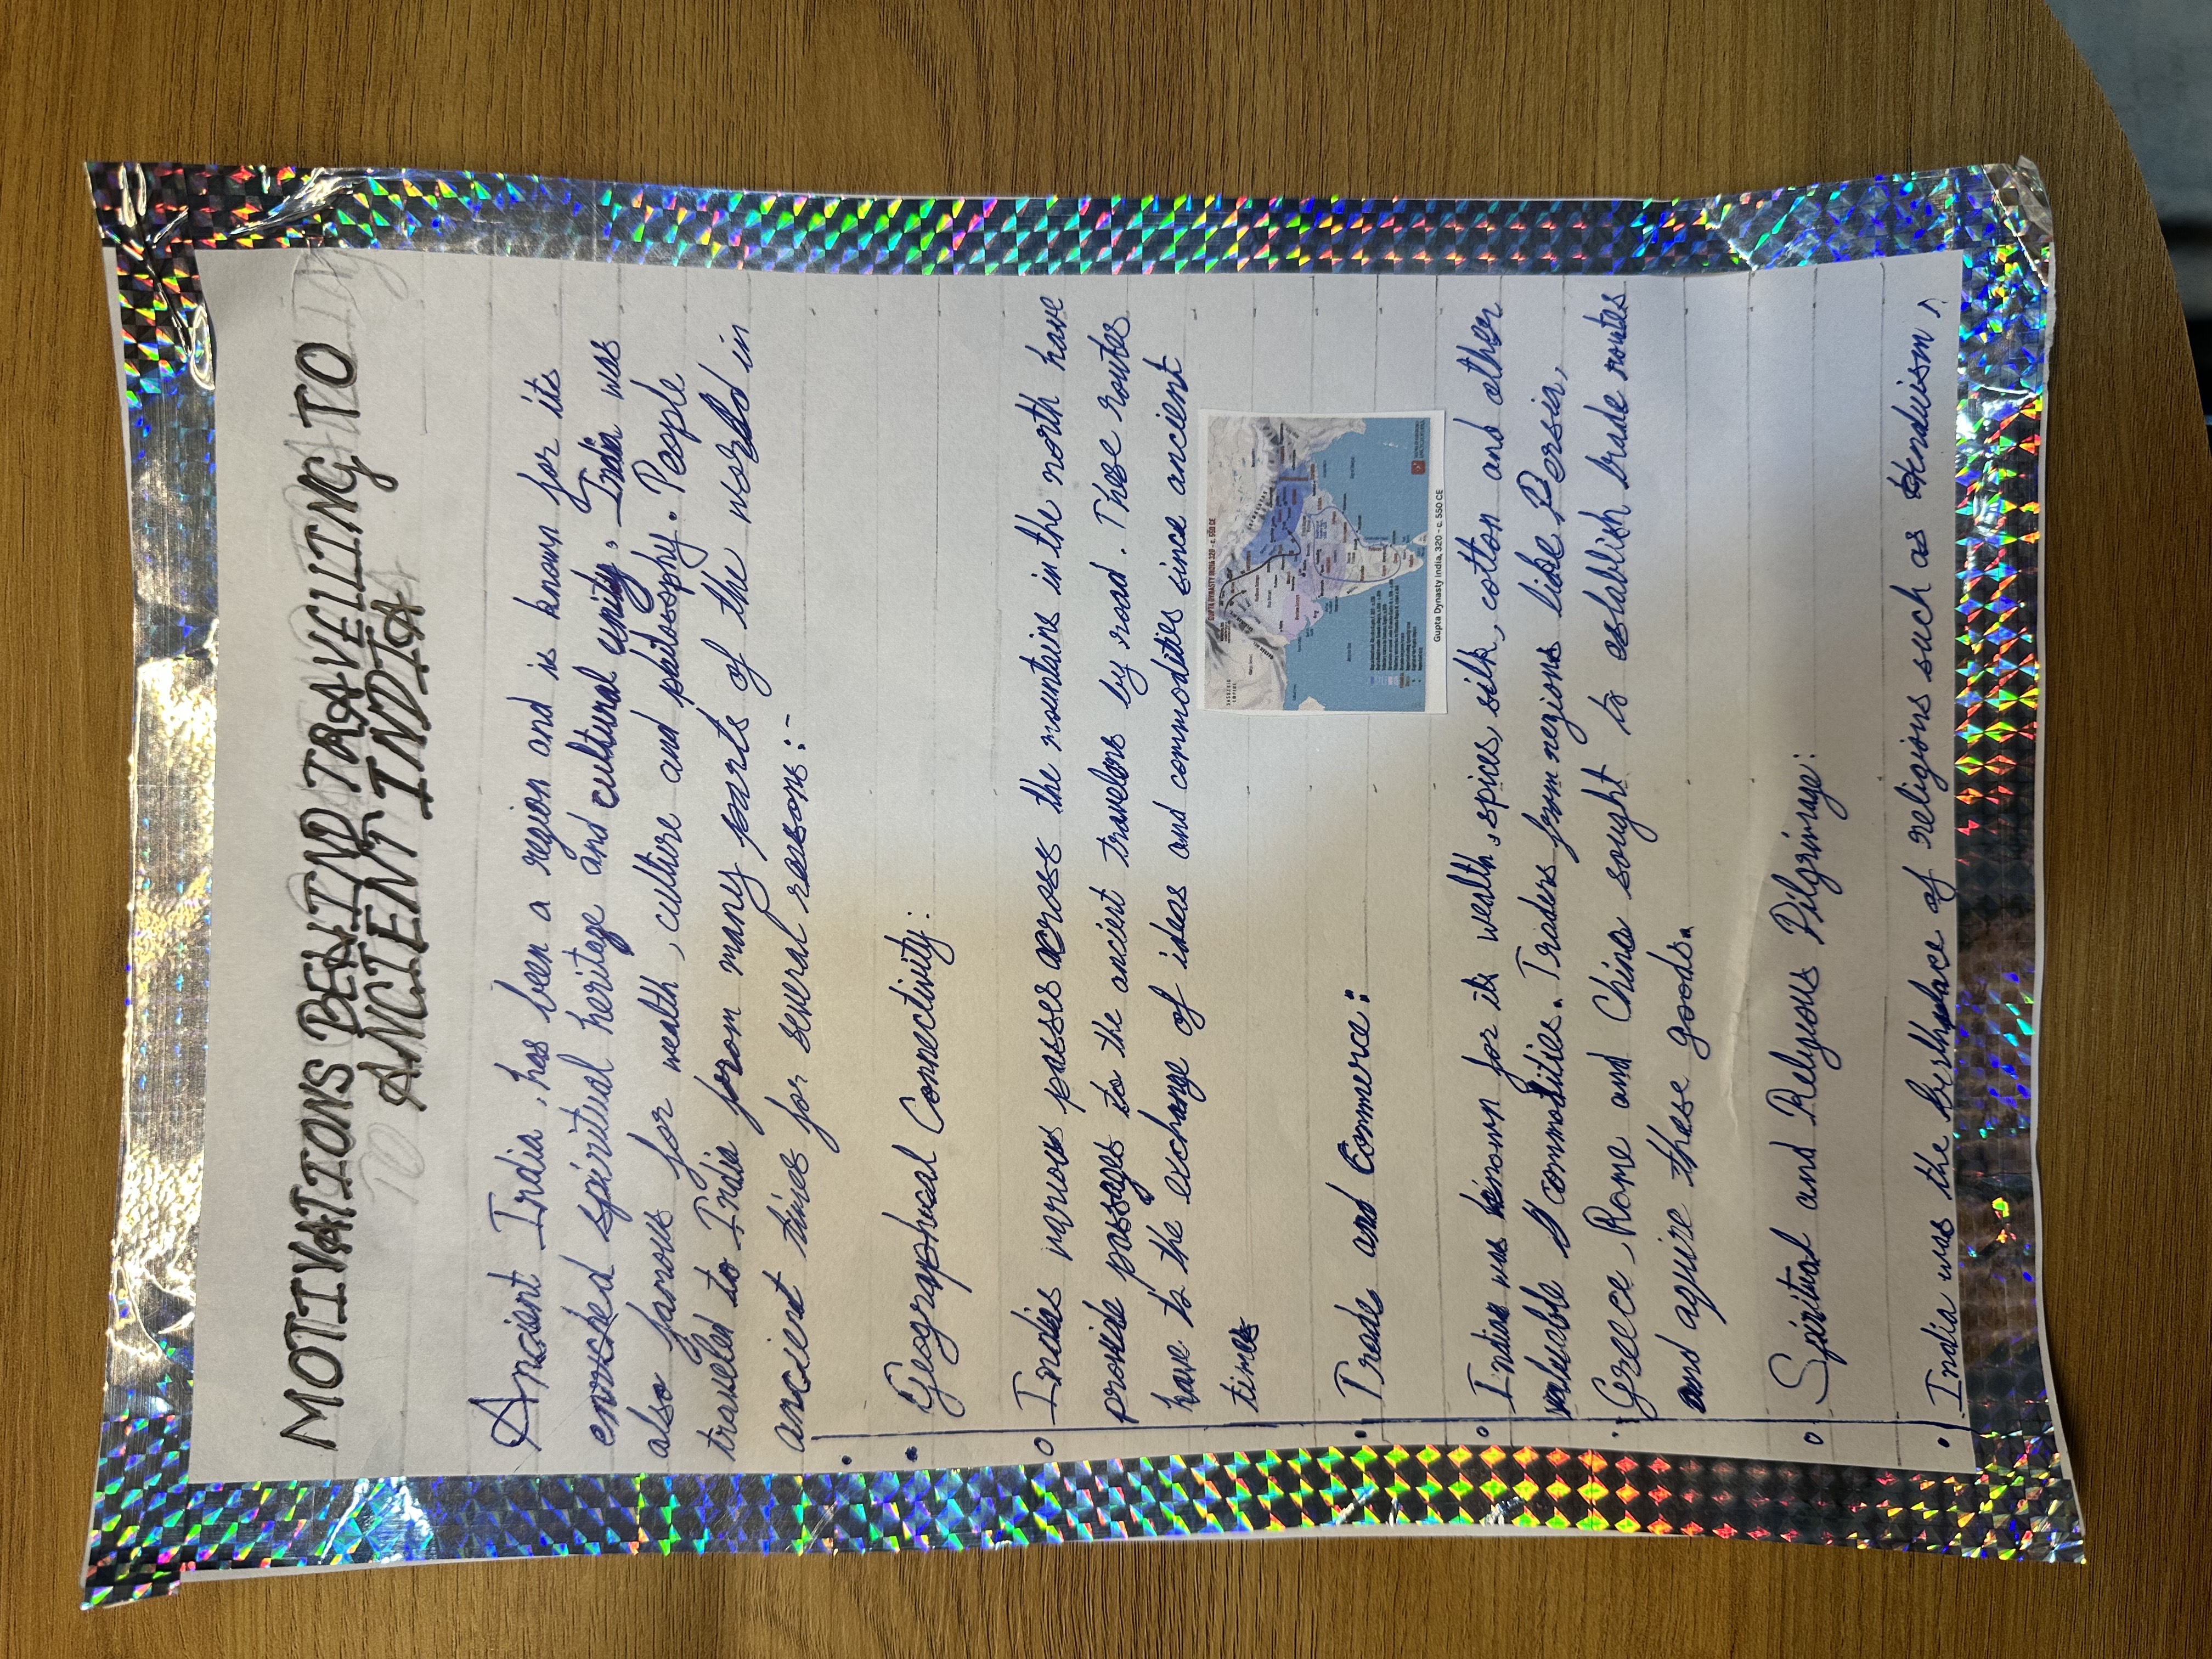 MOTIVATIONS BEHIND TRAVELLING TO
ANCIENT INDIA
Ancient India, has been a region and is known for its
enriched spiritual heritage and cultural unity. India was
also famous for wealth, culture and philosophy. People
traveled to India from many parts of the world in
ancient times for several reasons:-
Geographical Connectivity:
Indias various passes across the mountains in the north have
provide passages to the ancient travelers by road. These routes
have to the exchange of ideas and commodities since ancient
times
GUPTA DYNASTY INDIA 320 - c. 550 CE
Gupta Dynasty India, 320 - c. 550 CE
Trade and Commerce:
India was known for its wealth, spices, silk, cotton and other
valuable commodities. Traders from regions like Persia,
Greece, Rome and China sought to establish trade routes
and aquire these goods.
Spiritual and Religious Pilgrimage:
India was the birthplace of religions such as Hinduism,